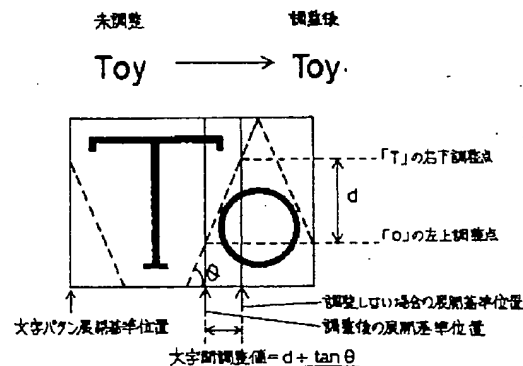 未調整
調整後
Toy
Toy.
「T」の右下調整点
d
「o」の左上調整点
θ
調整しない場合の展開基準位置
文字パタン展開基準位置
調整後の展開基準位置
文字間調整値=d÷tanθ